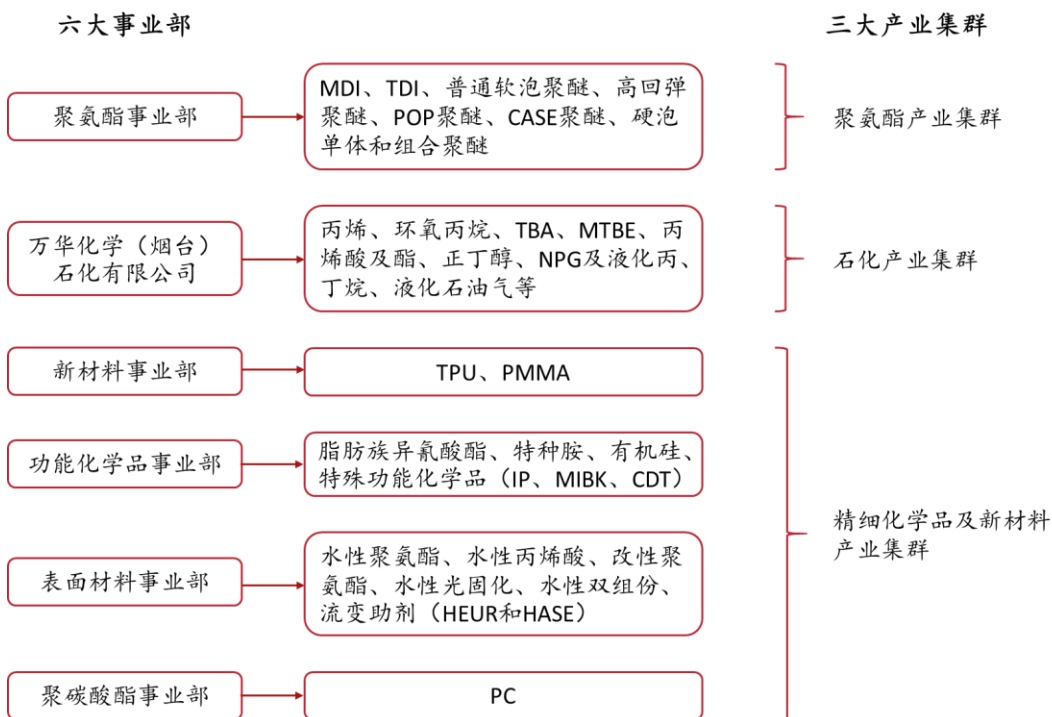 六大事业部
三大产业集群
聚氨酯事业部
MDI、TDI、普通软泡聚醚、高回弹
聚醚、POP聚醚、CASE聚醚、硬泡
单体和组合聚醚
聚氨酯产业集群
万华化学（烟台）
石化有限公司
丙烯、环氧丙烷、TBA、MTBE、丙
烯酸及酯、正丁醇、NPG及液化丙、
丁烷、液化石油气等
石化产业集群
新材料事业部
TPU、PMMA
功能化学品事业部
脂肪族异氰酸酯、特种胺、有机硅、
特殊功能化学品（IP、MIBK、CDT）
表面材料事业部
水性聚氨酯、水性丙烯酸、改性聚
氨酯、水性光固化、水性双组份、
流变助剂（HEUR和HASE）
聚碳酸酯事业部
PC
精细化学品及新材料
产业集群